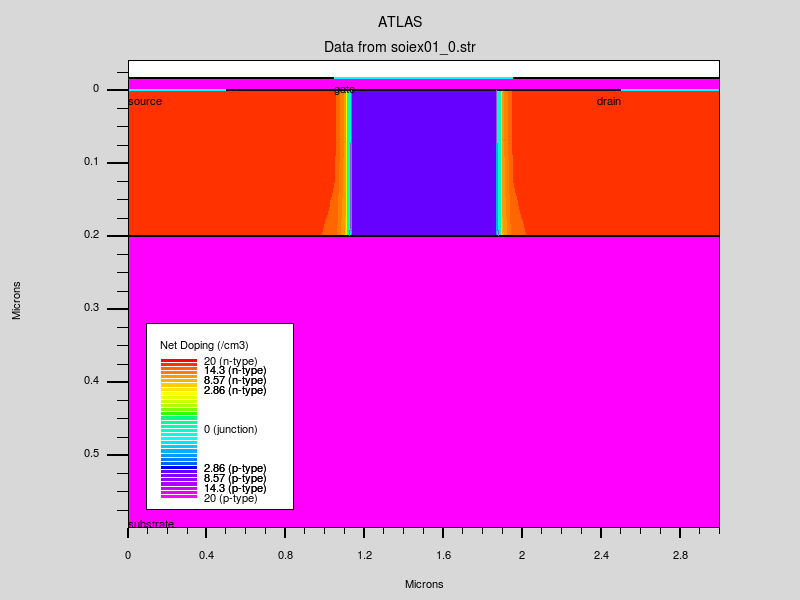 ATLAS
Data from soiex01_0.str
0
source
gate
drain
0.1
0.2
0.3
0.4
0.5
Microns
Net Doping (/cm3)
20 (n-type)
14.3 (n-type)
8.57 (n-type)
2.86 (n-type)
0 (junction)
2.86 (p-type)
8.57 (p-type)
14.3 (p-type)
20 (p-type)
substrate
0 0.4 0.8 1.2 1.6 2 2.4 2.8
Microns